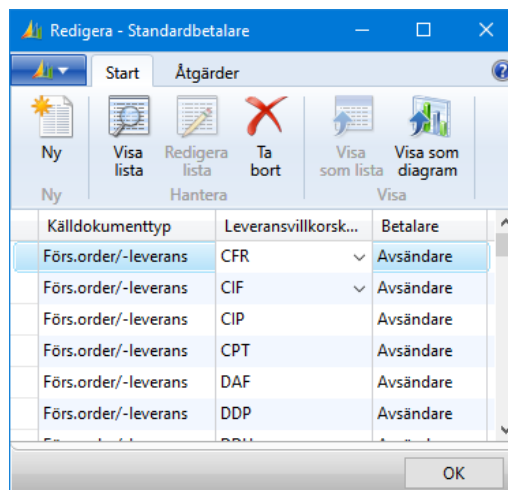 Redigera - Standardbetalare
Start Åtgärder
Ny Visa lista Redigera lista Ta bort Visa som lista Visa som diagram
Ny Hantera Visa
Källdokumenttyp Leveransvillkorsk... Betalare
Förs.order/-leverans CFR Avsändare
Förs.order/-leverans CIF Avsändare
Förs.order/-leverans CIP Avsändare
Förs.order/-leverans CPT Avsändare
Förs.order/-leverans DAF Avsändare
Förs.order/-leverans DDP Avsändare
OK